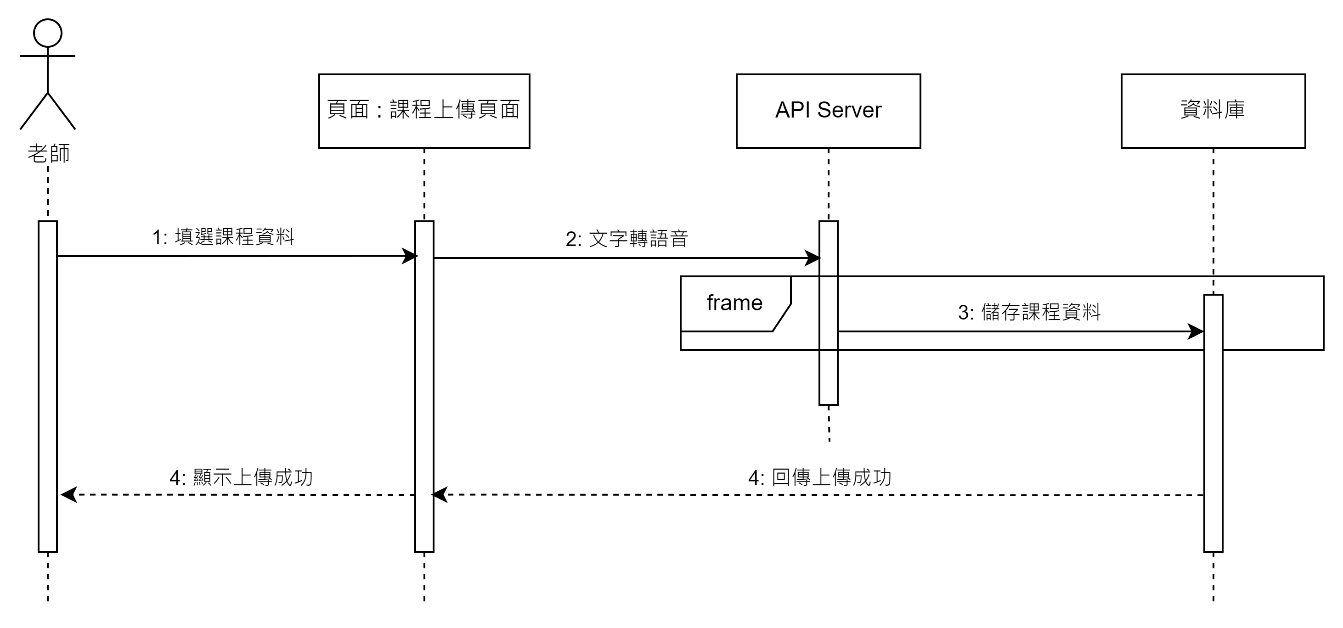 老師
頁面 : 課程上傳頁面
API Server
資料庫
1: 填選課程資料
2: 文字轉語音
frame
3: 儲存課程資料
4: 顯示上傳成功
4: 回傳上傳成功